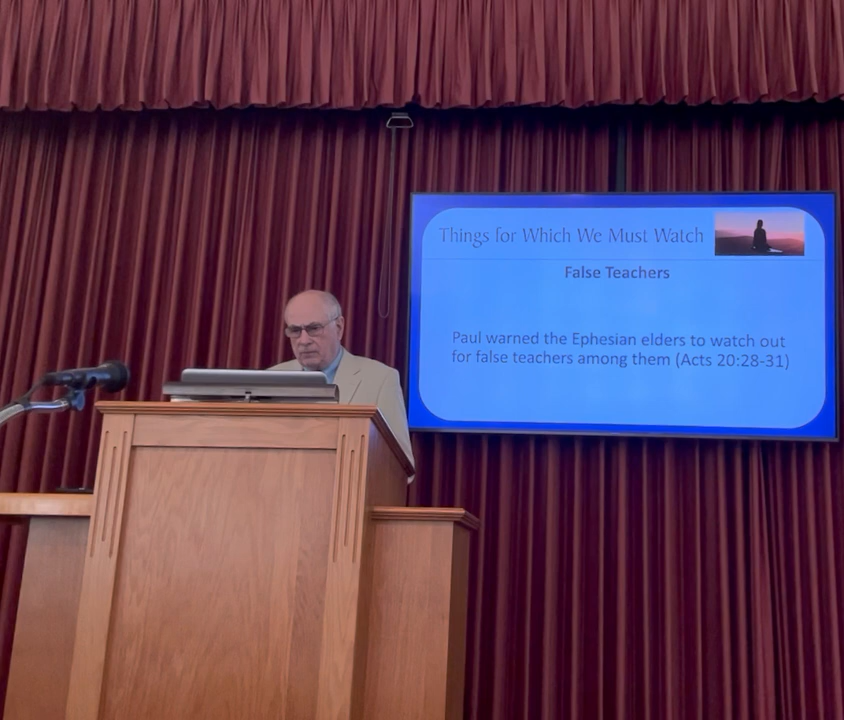 Things for Which We Must Watch
False Teachers
Paul warned the Ephesian elders to watch out
for false teachers among them (Acts 20:28-31)